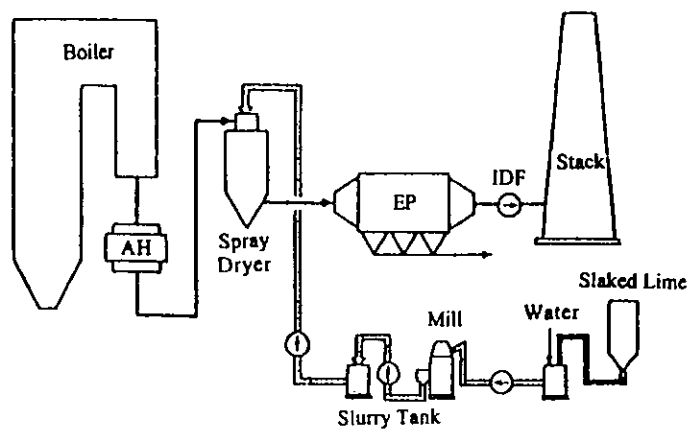 Boiler
AH
Spray
Dryer
EP
IDF
Stack
Slaked Lime
Water
Mill
Slurry Tank